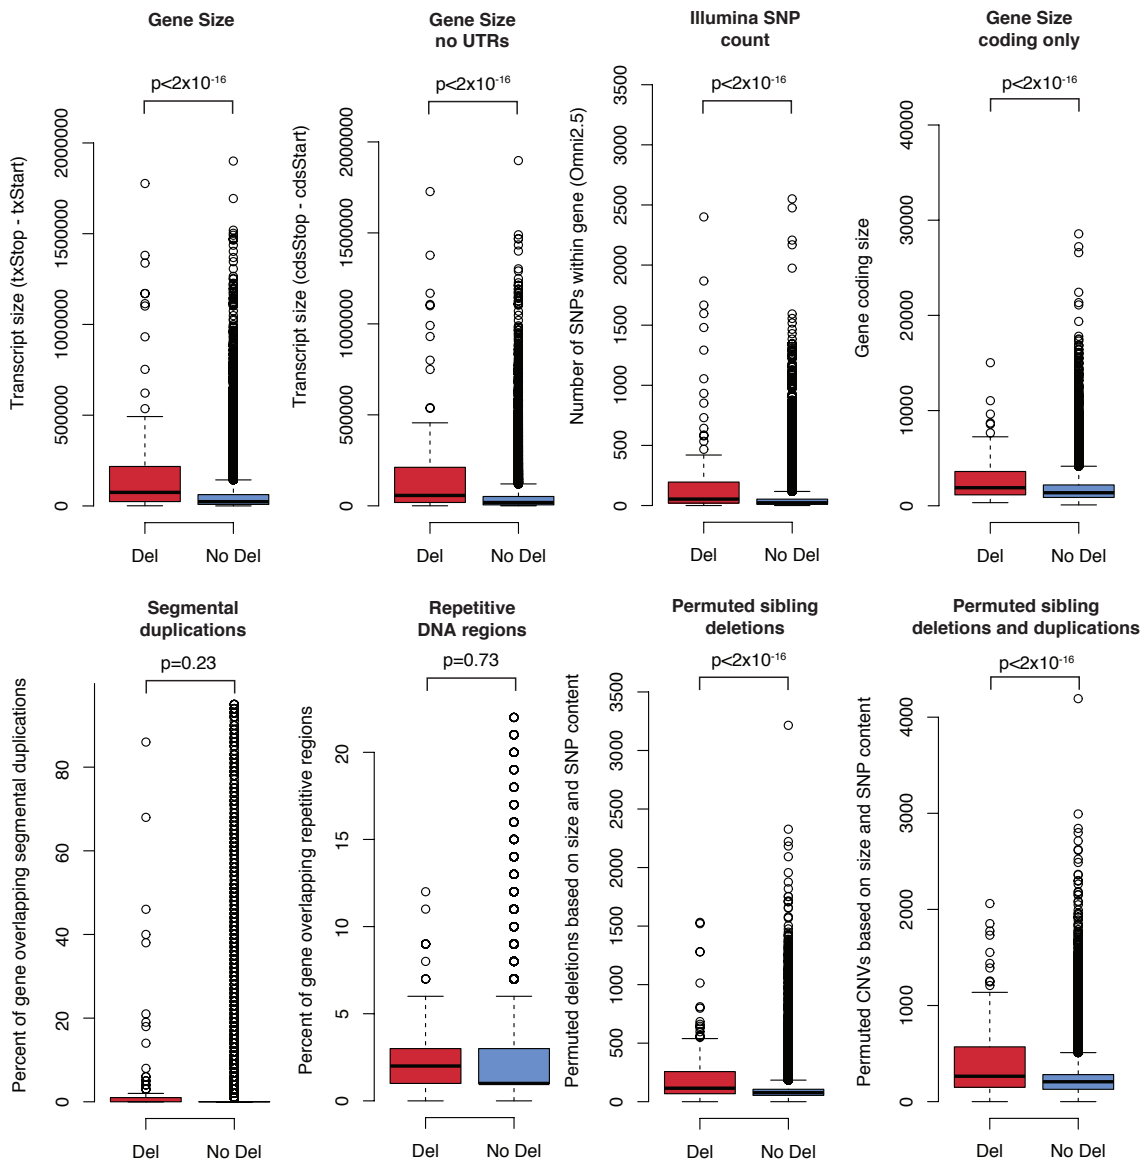 Gene Size
p<2x10-16
Transcript size (txStop - txStart)
0
500000
1000000
1500000
2000000
Del
No Del
Gene Size
no UTRs
p<2x10-16
Transcript size (cdsStop - cdsStart)
0
500000
1000000
1500000
2000000
Del
No Del
Illumina SNP
count
p<2x10-16
Number of SNPs within gene (Omni2.5)
0
500
1000
1500
2000
2500
3000
3500
Del
No Del
Gene Size
coding only
p<2x10-16
Gene coding size
0
10000
20000
30000
40000
Del
No Del
Segmental
duplications
p=0.23
Percent of gene overlapping segmental duplications
0
20
40
60
80
Del
No Del
Repetitive
DNA regions
p=0.73
Percent of gene overlapping repetitive regions
0
5
10
15
20
Del
No Del
Permuted sibling
deletions
p<2x10-16
Permuted deletions based on size and SNP content
0
500
1000
1500
2000
2500
3000
3500
Del
No Del
Permuted sibling
deletions and duplications
p<2x10-16
Permuted CNVs based on size and SNP content
0
1000
2000
3000
4000
Del
No Del